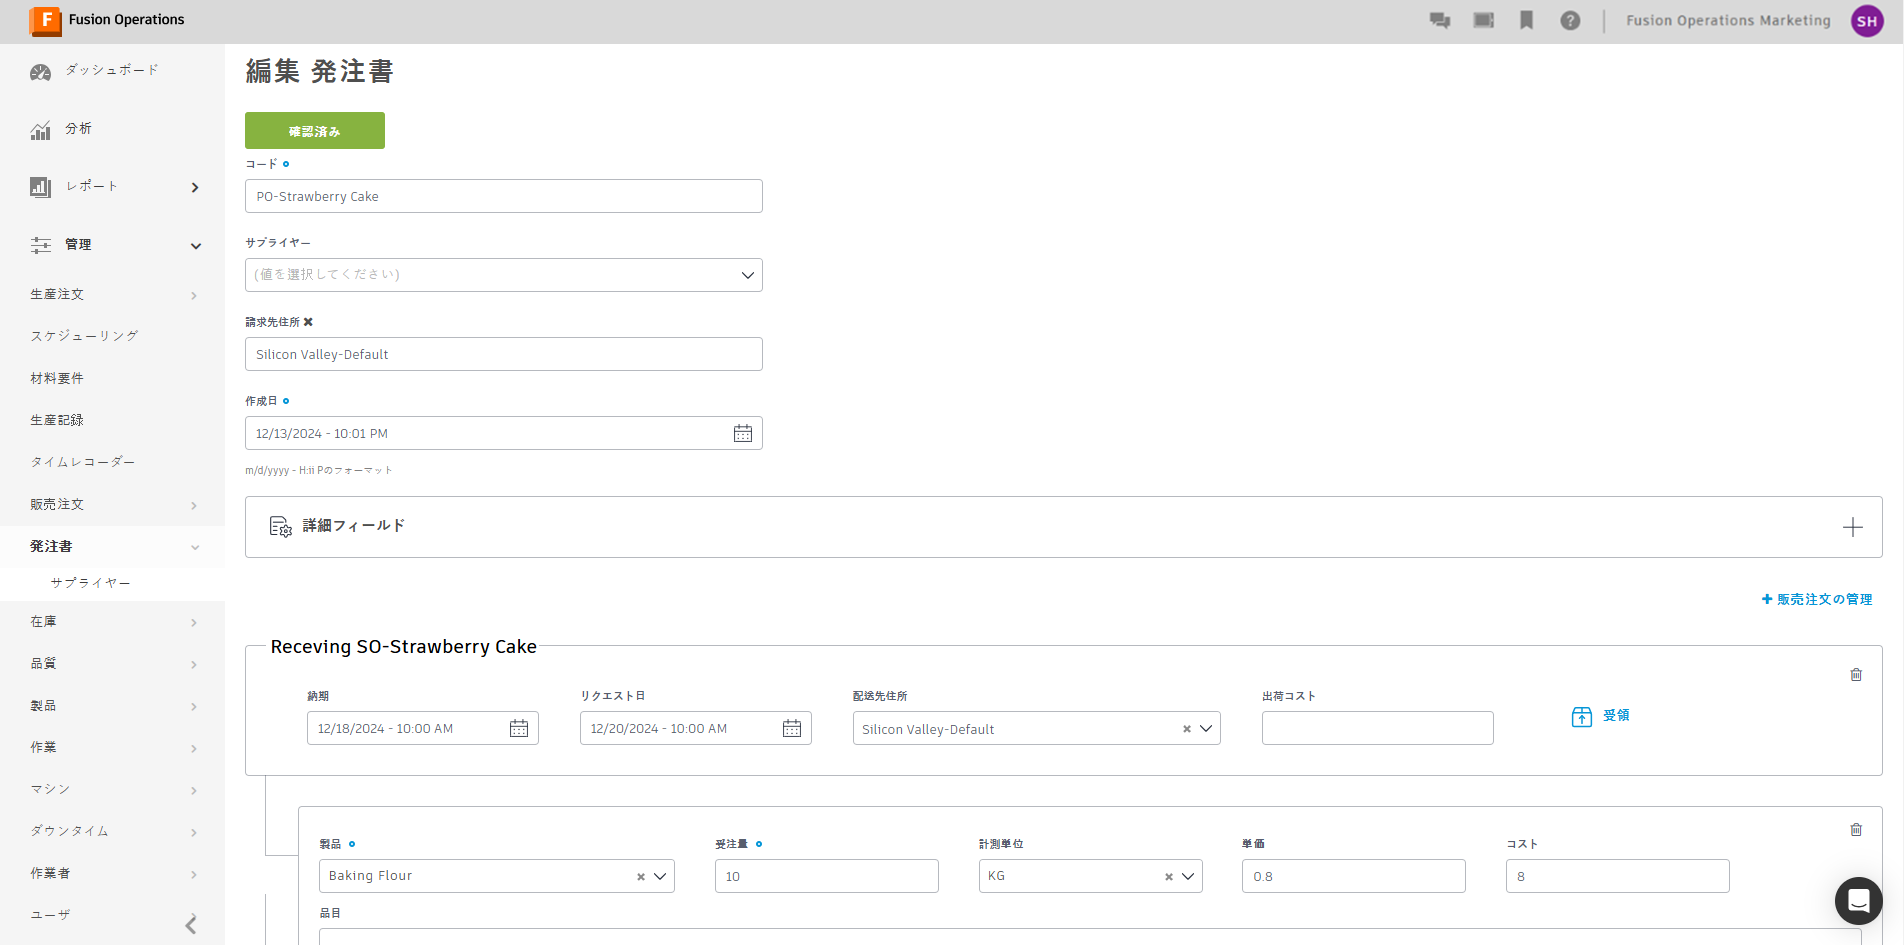 Fusion Operations
Fusion Operations Marketing
SH
ダッシュボード
分析
レポート
管理
生産注文
スケジューリング
材料要件
生産記録
タイムレコーダー
販売注文
発注書
サプライヤー
在庫
品質
製品
作業
マシン
ダウンタイム
作業者
ユーザ
編集 発注書
確認済み
コード
PO-Strawberry Cake
サプライヤー
(値を選択してください)
請求先住所
Silicon Valley-Default
作成日
12/13/2024 - 10:01 PM
m/d/yyyy - H:ii Pのフォーマット
詳細フィールド
販売注文の管理
Receving SO-Strawberry Cake
納期
リクエスト日
配送先住所
出荷コスト
12/18/2024 - 10:00 AM
12/20/2024 - 10:00 AM
Silicon Valley-Default
受領
製品
受注量
計測単位
単価
コスト
Baking Flour
10
KG
0.8
8
品目